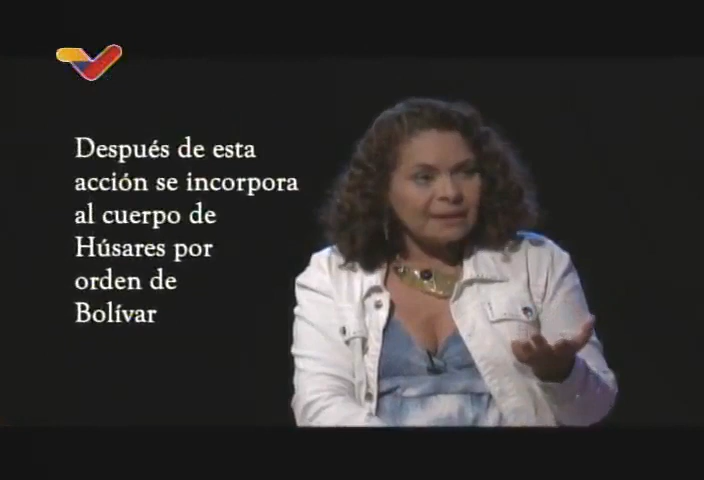 Después de esta
acción se incorpora
al cuerpo de
Húsares por
orden de
Bolívar